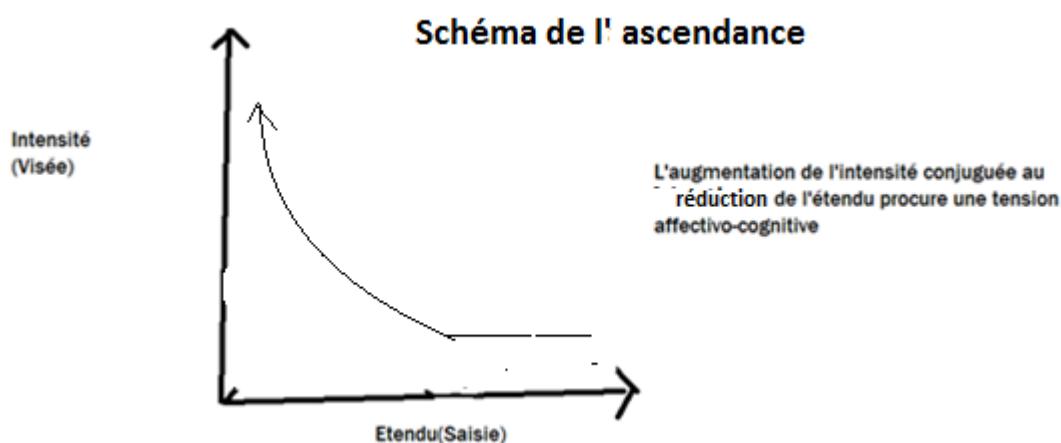 Schéma de l' ascendance
Intensité
(Visée)
L'augmentation de l'intensité conjuguée au
réduction de l'étendu procure une tension
affectivo-cognitive
Etendu(Saisie)